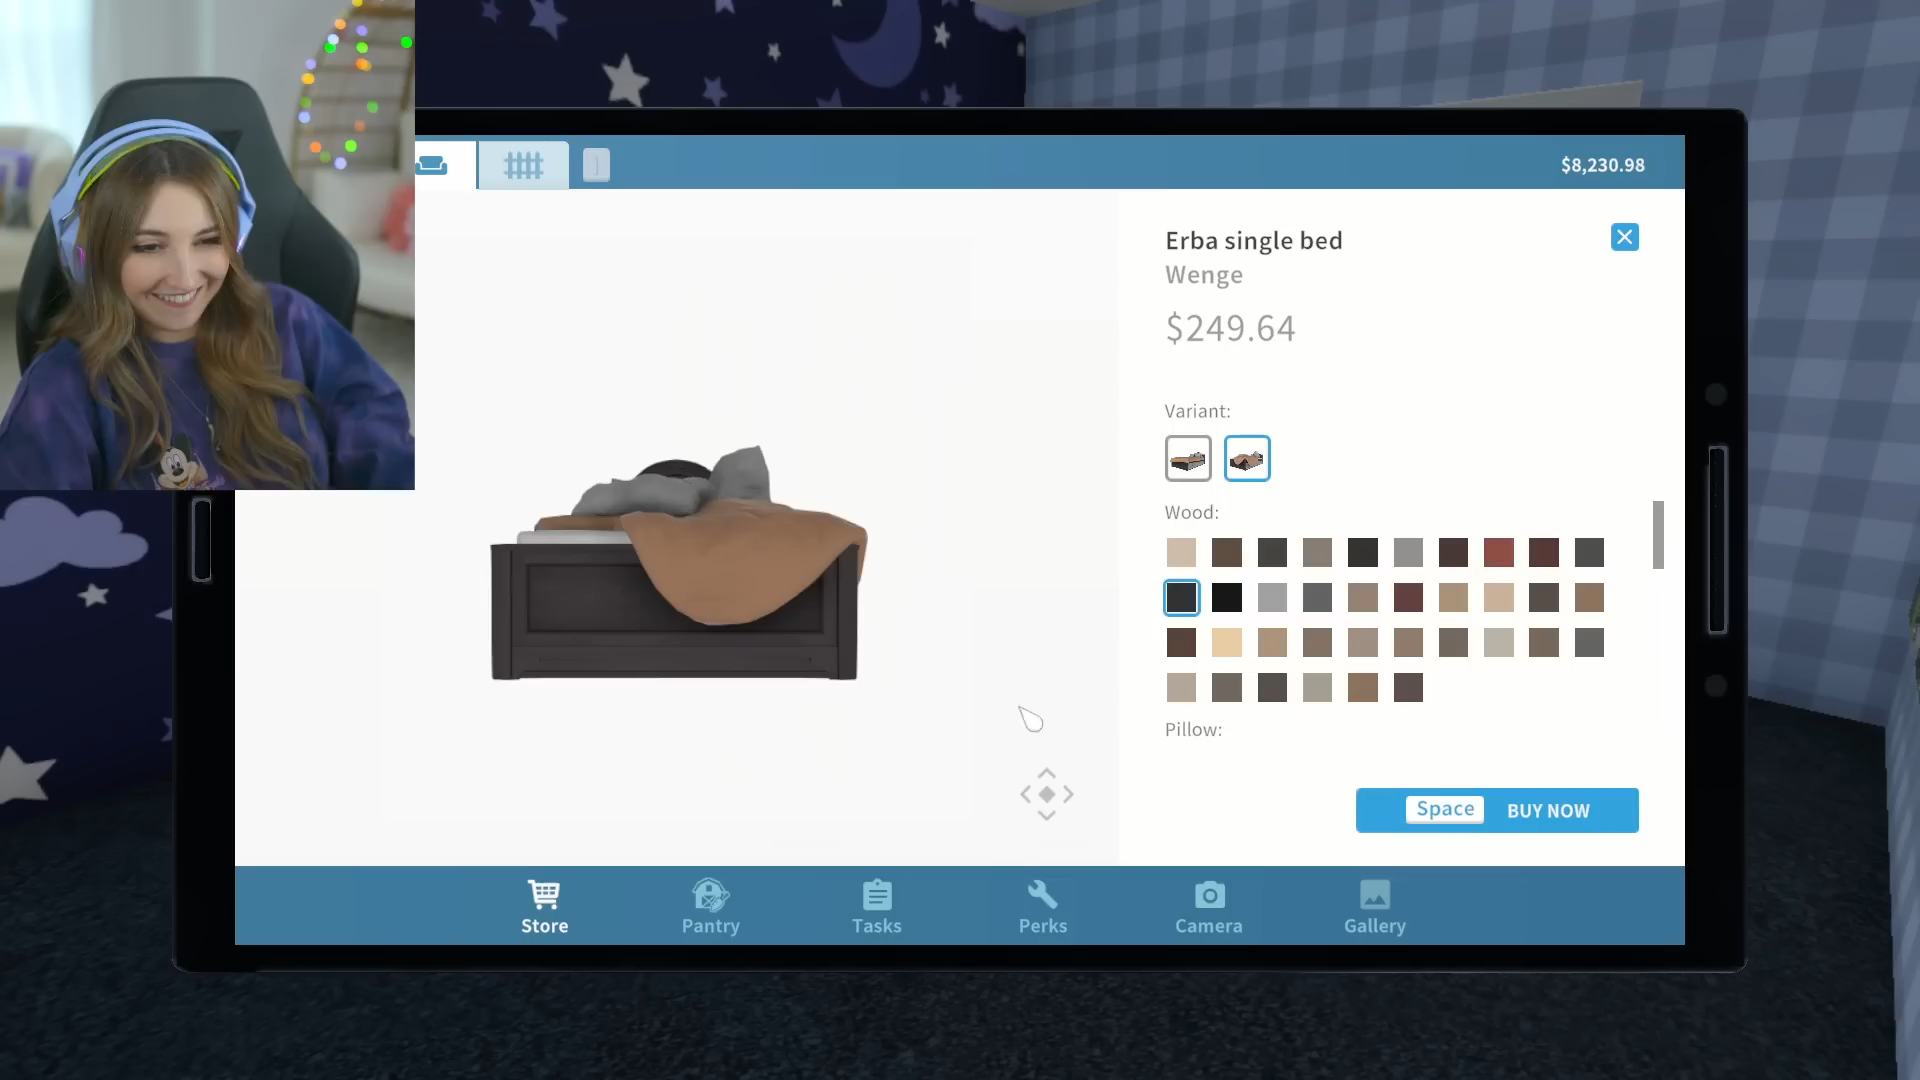 $8,230.98
Erba single bed
Wenge
$249.64
Variant:
Wood:
Pillow:
Space BUY NOW
Store
Pantry
Tasks
Perks
Camera
Gallery